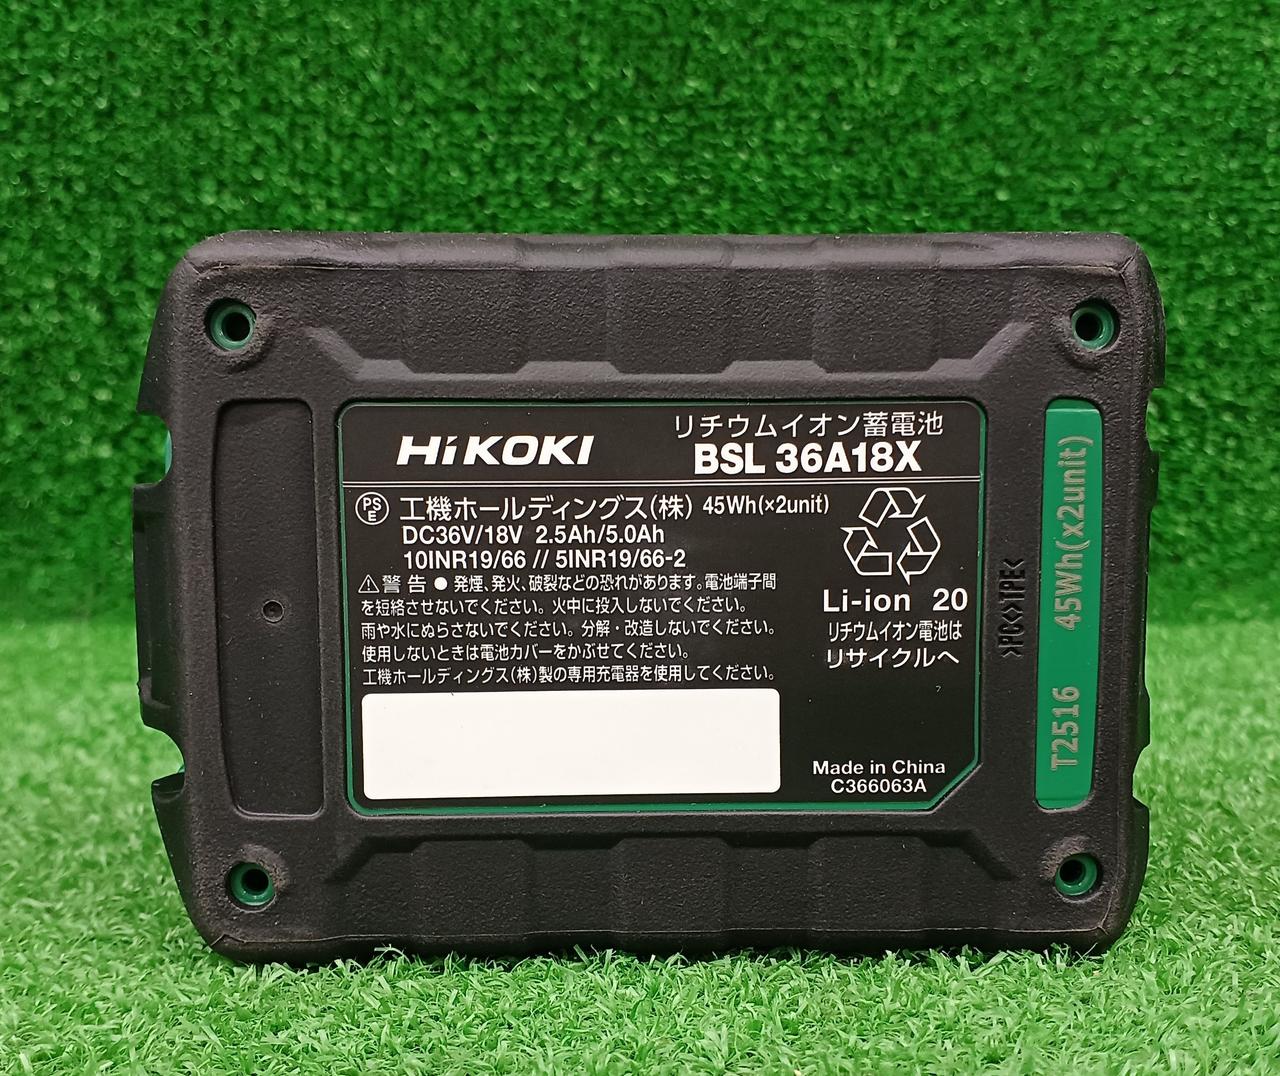 HiKOKI
リチウムイオン蓄電池
BSL 36A18X
PS
E
工機ホールディングス(株) 45Wh(×2unit)
DC36V/18V 2.5Ah/5.0Ah
10INR19/66 // 5INR19/66-2
⚠警告 ● 発煙、発火、破裂などの恐れがあります。電池端子間
を短絡させないでください。火中に投入しないでください。
雨や水にぬらさないでください。分解・改造しないでください。
使用しないときは電池カバーをかぶせてください。
工機ホールディングス(株)製の専用充電器を使用してください。
Li-ion 20
リチウムイオン電池は
リサイクルへ
Made in China
C366063A
>PC<>TPE<
T2516 45Wh(x2unit)